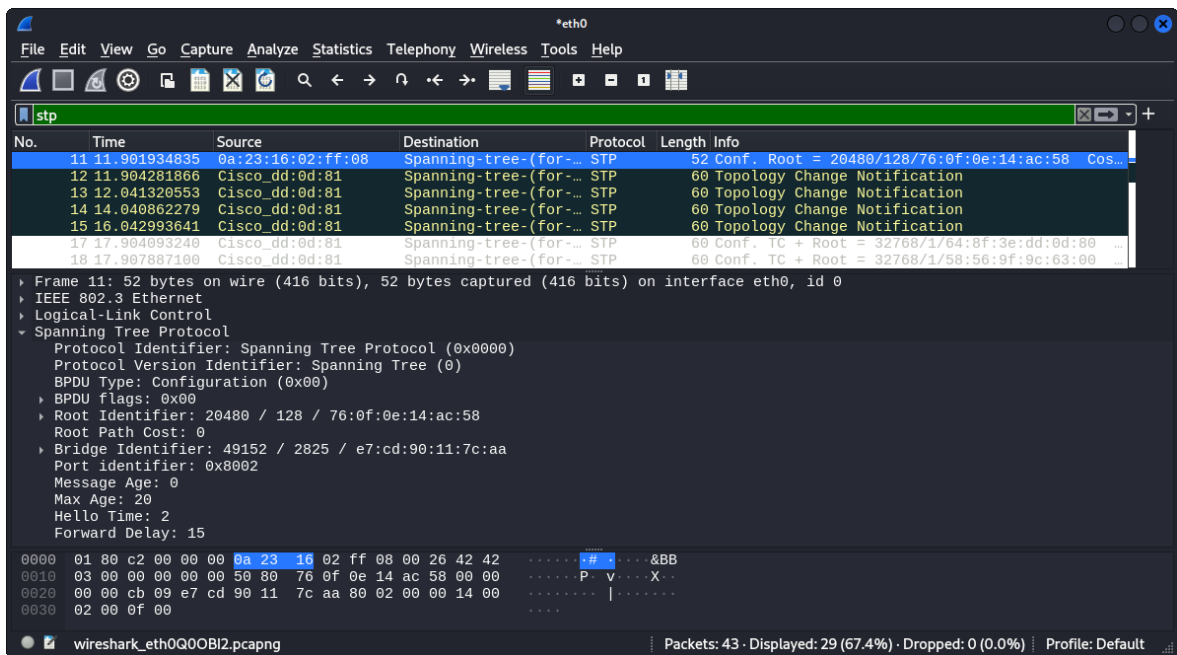 *eth0
File Edit View Go Capture Analyze Statistics Telephony Wireless Tools Help
stp
No. Time Source Destination Protocol Length Info
11 11.901934835 0a:23:16:02:ff:08 Spanning-tree-(for-… STP 52 Conf. Root = 20480/128/76:0f:0e:14:ac:58 Cos…
12 11.904281866 Cisco_dd:0d:81 Spanning-tree-(for-… STP 60 Topology Change Notification
13 12.041320553 Cisco_dd:0d:81 Spanning-tree-(for-… STP 60 Topology Change Notification
14 14.040862279 Cisco_dd:0d:81 Spanning-tree-(for-… STP 60 Topology Change Notification
15 16.042993641 Cisco_dd:0d:81 Spanning-tree-(for-… STP 60 Topology Change Notification
17 17.904093240 Cisco_dd:0d:81 Spanning-tree-(for-… STP 60 Conf. TC + Root = 32768/1/64:8f:3e:dd:0d:80 …
18 17.907887100 Cisco_dd:0d:81 Spanning-tree-(for-… STP 60 Conf. TC + Root = 32768/1/58:56:9f:9c:63:00 …
Frame 11: 52 bytes on wire (416 bits), 52 bytes captured (416 bits) on interface eth0, id 0
IEEE 802.3 Ethernet
Logical-Link Control
Spanning Tree Protocol
Protocol Identifier: Spanning Tree Protocol (0x0000)
Protocol Version Identifier: Spanning Tree (0)
BPDU Type: Configuration (0x00)
BPDU flags: 0x00
Root Identifier: 20480 / 128 / 76:0f:0e:14:ac:58
Root Path Cost: 0
Bridge Identifier: 49152 / 2825 / e7:cd:90:11:7c:aa
Port identifier: 0x8002
Message Age: 0
Max Age: 20
Hello Time: 2
Forward Delay: 15
0000 01 80 c2 00 00 00 0a 23 16 02 ff 08 00 26 42 42 ·······# ·····&BB
0010 03 00 00 00 00 00 50 80 76 0f 0e 14 ac 58 00 00 ······P· v····X··
0020 00 00 cb 09 e7 cd 90 11 7c aa 80 02 00 00 14 00 ········ |·······
0030 02 00 0f 00 ····
wireshark_eth0Q0OBI2.pcapng Packets: 43 · Displayed: 29 (67.4%) · Dropped: 0 (0.0%) Profile: Default